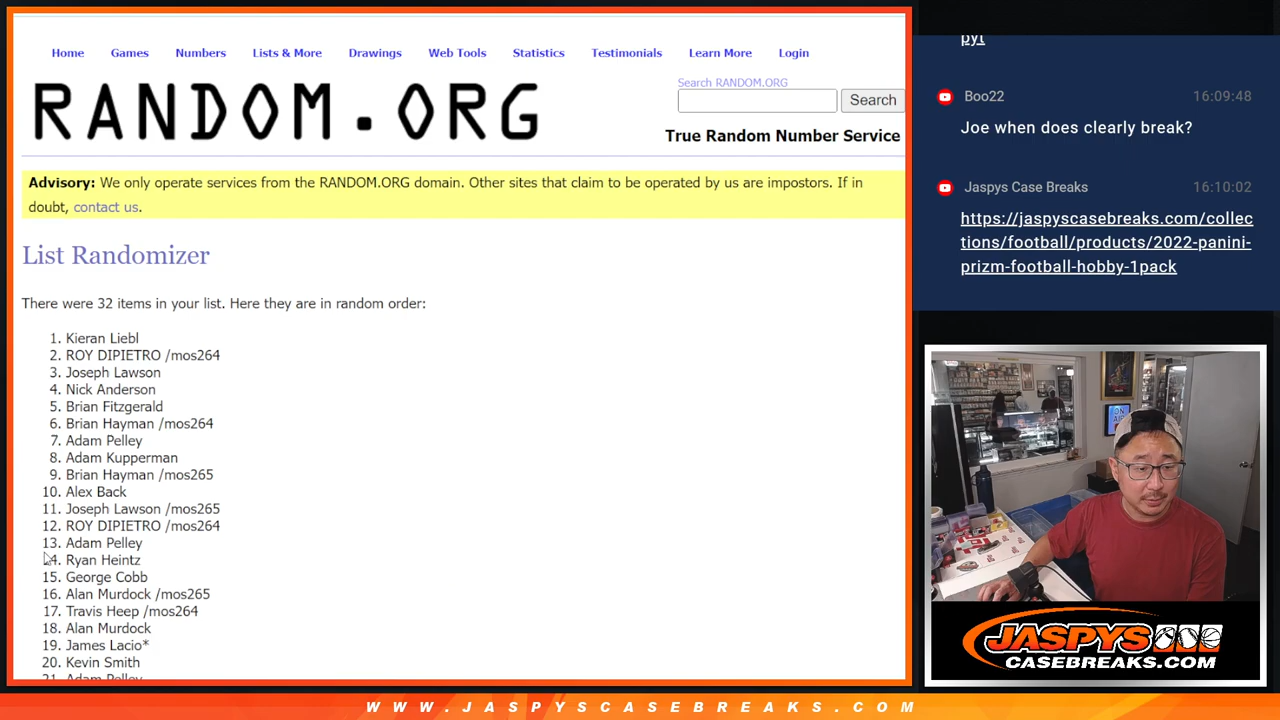 Home Games Numbers Lists & More Drawings Web Tools Statistics Testimonials Learn More Login
RANDOM.ORG
Search RANDOM.ORG
Search
True Random Number Service
Advisory: We only operate services from the RANDOM.ORG domain. Other sites that claim to be operated by us are impostors. If in
doubt, contact us.
List Randomizer
There were 32 items in your list. Here they are in random order:
1. Kieran Liebl
2. ROY DIPIETRO /mos264
3. Joseph Lawson
4. Nick Anderson
5. Brian Fitzgerald
6. Brian Hayman /mos264
7. Adam Pelley
8. Adam Kupperman
9. Brian Hayman /mos265
10. Alex Back
11. Joseph Lawson /mos265
12. ROY DIPIETRO /mos264
13. Adam Pelley
14. Ryan Heintz
15. George Cobb
16. Alan Murdock /mos265
17. Travis Heep /mos264
18. Alan Murdock
19. James Lacio*
20. Kevin Smith
21. Adam Pelley
Boo22 16:09:48
Joe when does clearly break?
Jaspys Case Breaks 16:10:02
https://jaspyscasebreaks.com/collec
tions/football/products/2022-panini-
prizm-football-hobby-1pack
JASPYS
CASEBREAKS.COM
WWW.JASPYSCASEBREAKS.COM